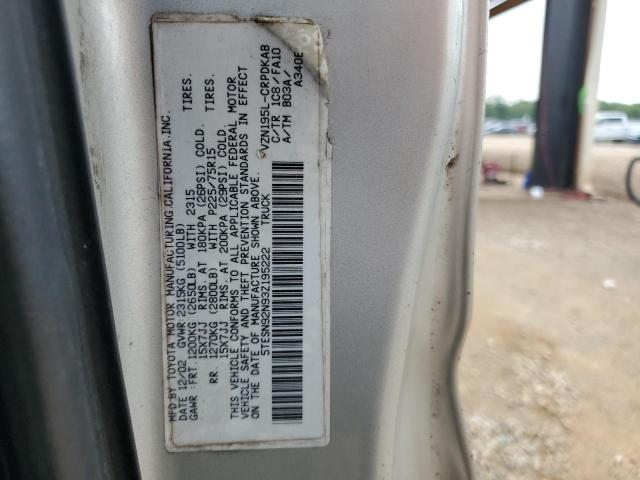 MFD BY TOYOTA MOTOR MANUFACTURING CALIFORNIA.INC.
DATE 12/02 GVWR:2315KG (5100LB)
GAWR :FRT.1200KG (2650LB) WITH 2315 TIRES.
15X7JJ RIMS. AT 180KPA (26PSI) COLD.
RR. 1270KG (2800LB) WITH P225/75R15 TIRES.
15X7JJ RIMS. AT 200KPA (29PSI) COLD.
THIS VEHICLE CONFORMS TO ALL APPLICABLE FEDERAL MOTOR
VEHICLE SAFETY AND THEFT PREVENTION STANDARDS IN EFFECT
ON THE DATE OF MANUFACTURE SHOWN ABOVE.
5TESN92N93Z195222 TRUCK
VZN195L-CRPDKAB
C/TR 1C8/FA10
A/TM B03A/
A340E